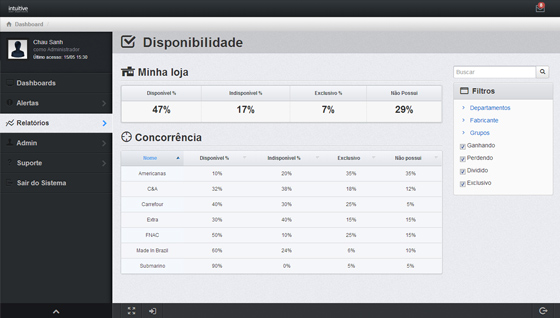 intuitive
8
Dashboard
Chau Sanh
como Administrador
Último acesso: 15/05 15:30
Dashboards
Alertas
Relatórios
Admin
Suporte
Sair do Sistema
Disponibilidade
Minha loja
Disponível % Indisponível % Exclusivo % Não Possui
47% 17% 7% 29%
Concorrência
Nome Disponível % Indisponível % Exclusivo Não possui
Americanas 10% 20% 35% 35%
C&A 32% 38% 18% 12%
Carrefour 40% 30% 25% 5%
Extra 30% 40% 15% 15%
FNAC 50% 10% 25% 15%
Made In Brazil 60% 24% 6% 10%
Submarino 90% 0% 5% 5%
Buscar
Filtros
Departamentos
Fabricante
Grupos
Ganhando
Perdendo
Dividido
Exclusivo